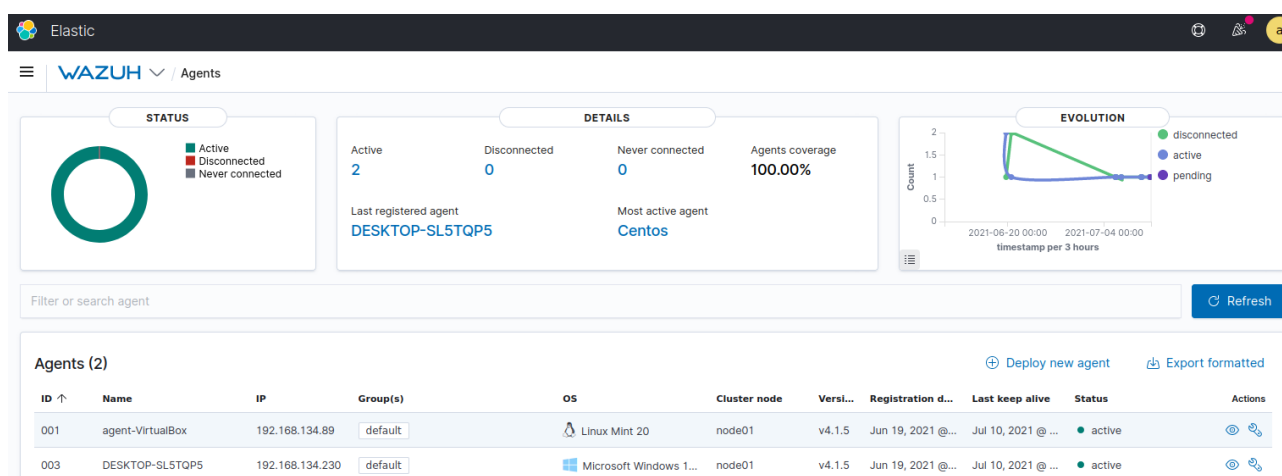 Elastic
a
WAZUH / Agents
STATUS
Active
Disconnected
Never connected
DETAILS
Active Disconnected Never connected Agents coverage
2 0 0 100.00%
Last registered agent Most active agent
DESKTOP-SL5TQP5 Centos
EVOLUTION
2
1.5
1
0.5
0
Count
2021-06-20 00:00 2021-07-04 00:00
timestamp per 3 hours
disconnected
active
pending
Filter or search agent
Refresh
Agents (2)
Deploy new agent Export formatted
ID Name IP Group(s) OS Cluster node Versi... Registration d... Last keep alive Status Actions
001 agent-VirtualBox 192.168.134.89 default Linux Mint 20 node01 v4.1.5 Jun 19, 2021 @... Jul 10, 2021 @ ... active
003 DESKTOP-SL5TQP5 192.168.134.230 default Microsoft Windows 1... node01 v4.1.5 Jun 19, 2021 @... Jul 10, 2021 @ ... active